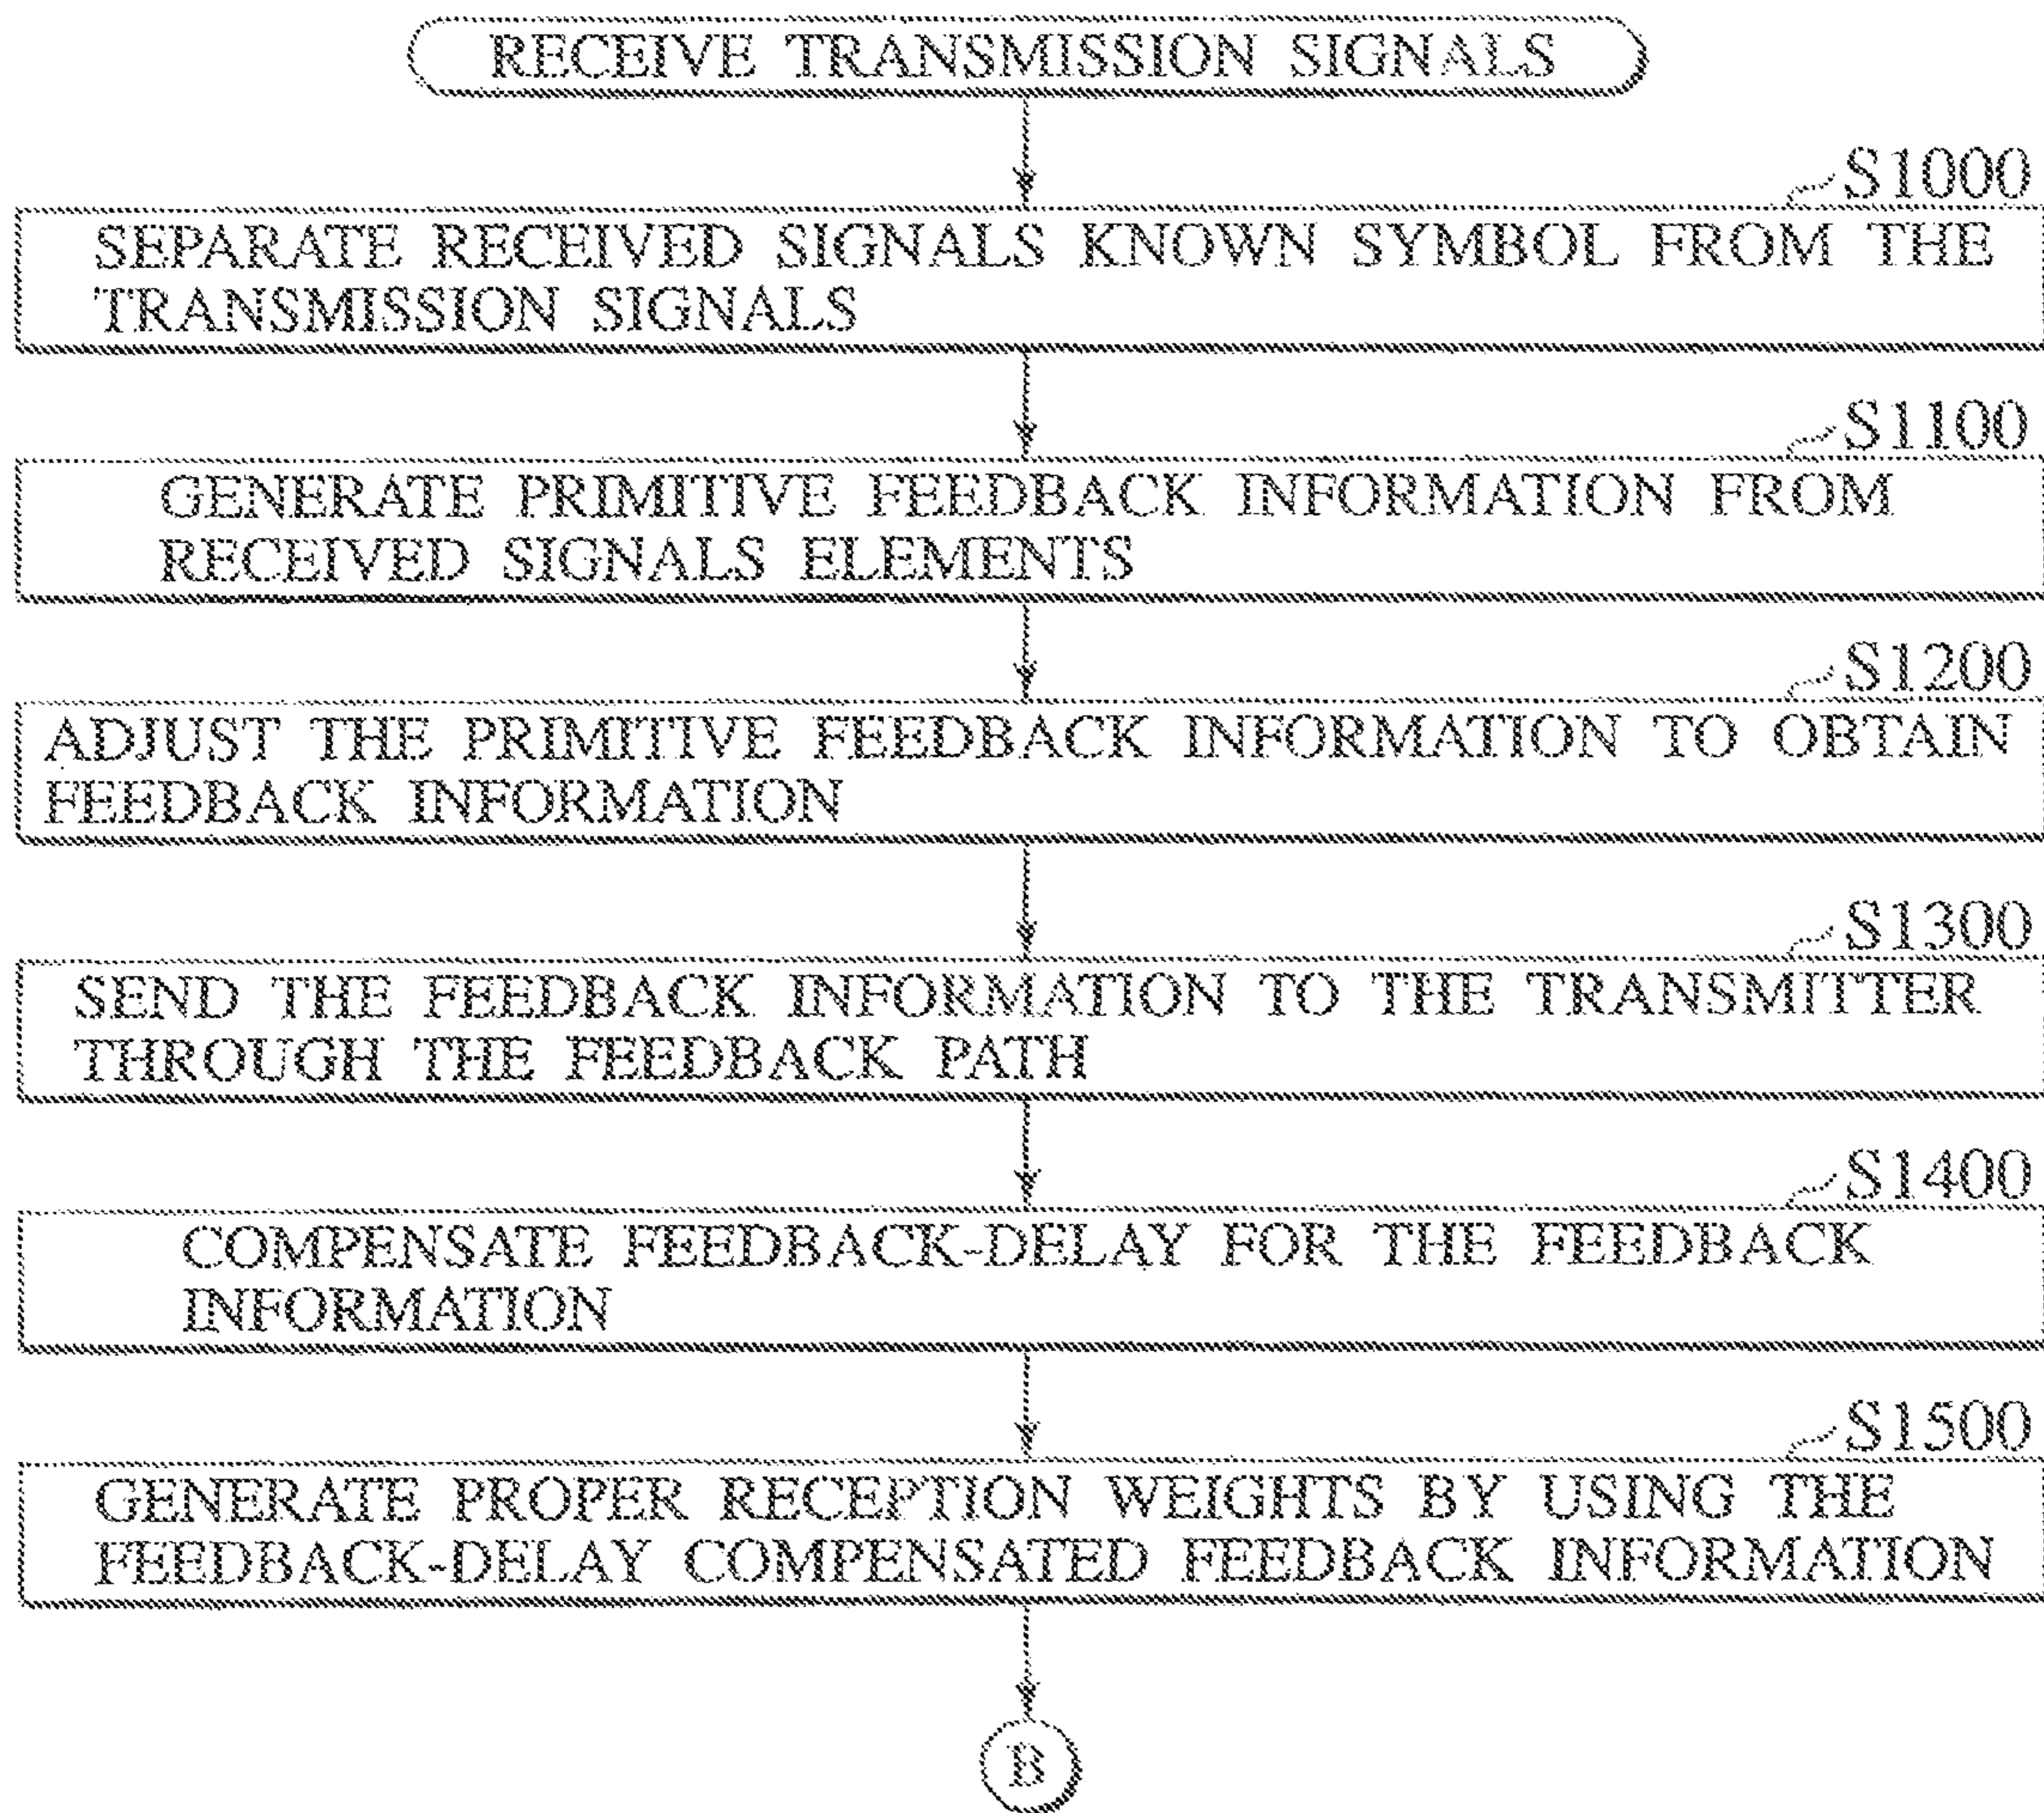 RECEIVE TRANSMISSION SIGNALS
S1000
SEPARATE RECEIVED SIGNALS KNOWN SYMBOL FROM THE
TRANSMISSION SIGNALS
S1100
GENERATE PRIMITIVE FEEDBACK INFORMATION FROM
RECEIVED SIGNALS ELEMENTS
S1200
ADJUST THE PRIMITIVE FEEDBACK INFORMATION TO OBTAIN
FEEDBACK INFORMATION
S1300
SEND THE FEEDBACK INFORMATION TO THE TRANSMITTER
THROUGH THE FEEDBACK PATH
S1400
COMPENSATE FEEDBACK-DELAY FOR THE FEEDBACK
INFORMATION
S1500
GENERATE PROPER RECEPTION WEIGHTS BY USING THE
FEEDBACK-DELAY COMPENSATED FEEDBACK INFORMATION
B